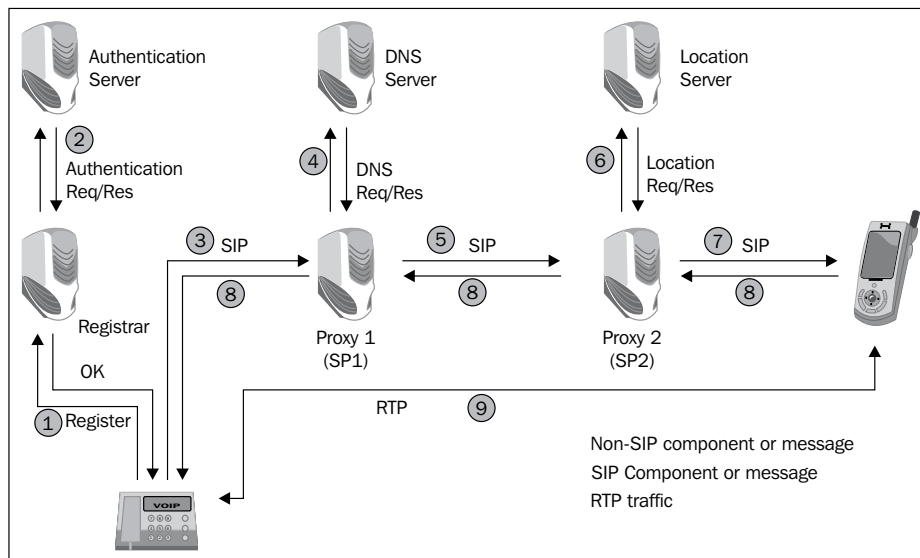 Authentication
Server
DNS
Server
Location
Server
2
Authentication
Req/Res
4
DNS
Req/Res
6
Location
Req/Res
3 SIP
5 SIP
7 SIP
8
8
8
Registrar
Proxy 1
(SP1)
Proxy 2
(SP2)
OK
1 Register
RTP 9
Non-SIP component or message
SIP Component or message
RTP traffic
VOIP